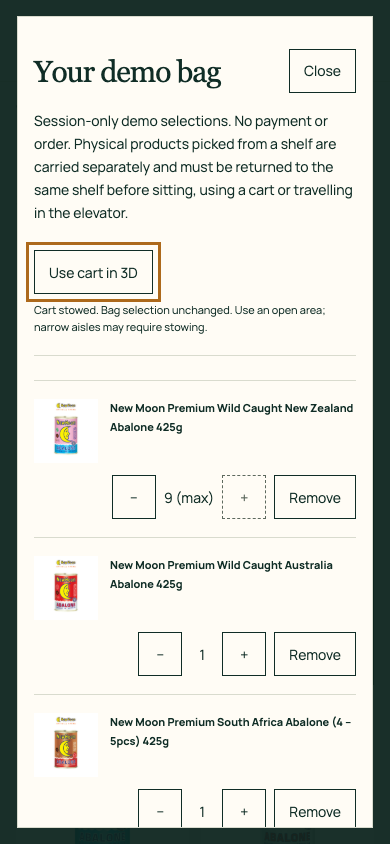 Your demo bag
Close
Session-only demo selections. No payment or
order. Physical products picked from a shelf are
carried separately and must be returned to the
same shelf before sitting, using a cart or travelling
in the elevator.
Use cart in 3D
Cart stowed. Bag selection unchanged. Use an open area;
narrow aisles may require stowing.
New Moon Premium Wild Caught New Zealand
Abalone 425g
− 9 (max) + Remove
New Moon Premium Wild Caught Australia
Abalone 425g
− 1 + Remove
New Moon Premium South Africa Abalone (4 –
5pcs) 425g
− 1 + Remove